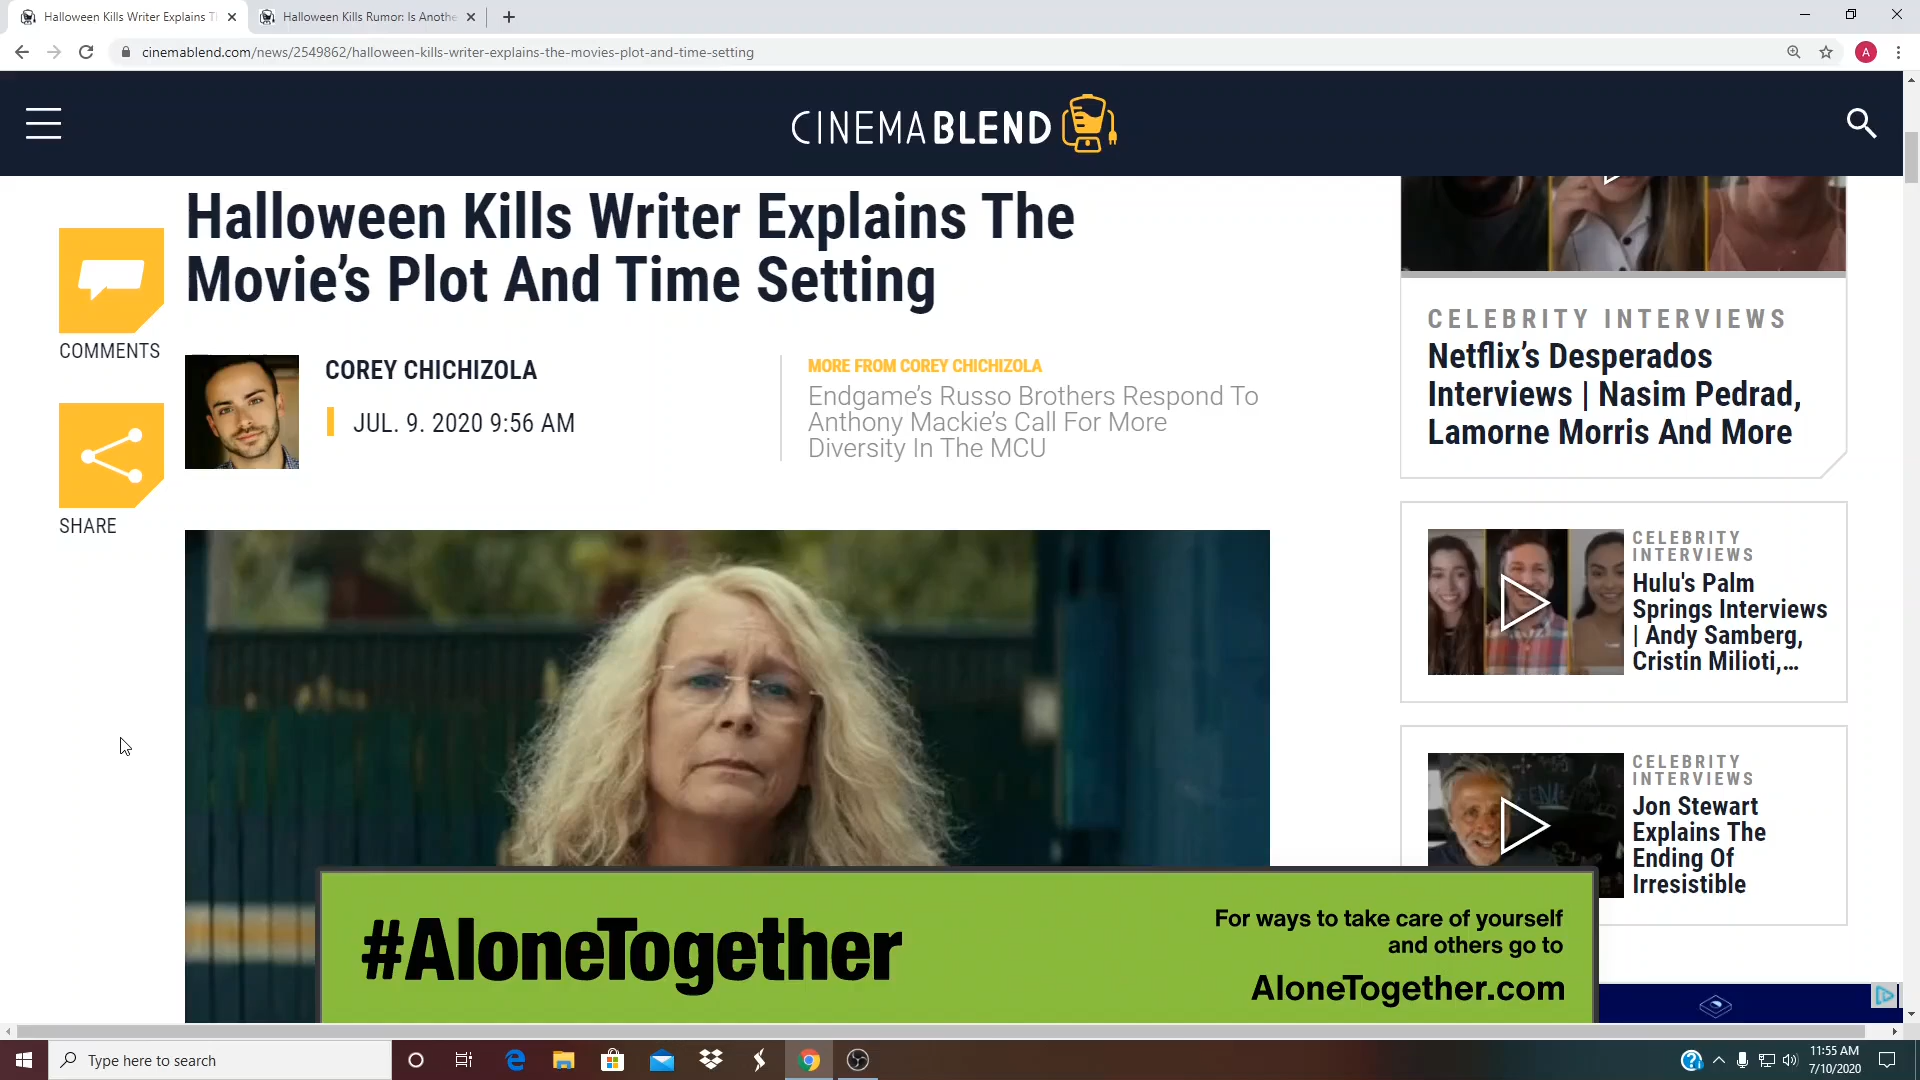 Halloween Kills Writer Explains T
Halloween Kills Rumor: Is Anothe
cinemablend.com/news/2549862/halloween-kills-writer-explains-the-movies-plot-and-time-setting
A
CINEMABLEND
Halloween Kills Writer Explains The
Movie’s Plot And Time Setting
COMMENTS
SHARE
COREY CHICHIZOLA
JUL. 9. 2020 9:56 AM
MORE FROM COREY CHICHIZOLA
Endgame’s Russo Brothers Respond To
Anthony Mackie’s Call For More
Diversity In The MCU
CELEBRITY INTERVIEWS
Netflix’s Desperados
Interviews | Nasim Pedrad,
Lamorne Morris And More
CELEBRITY
INTERVIEWS
Hulu's Palm
Springs Interviews
| Andy Samberg,
Cristin Milioti,...
CELEBRITY
INTERVIEWS
Jon Stewart
Explains The
Ending Of
Irresistible
#AloneTogether
For ways to take care of yourself
and others go to
AloneTogether.com
Type here to search
11:55 AM
7/10/2020